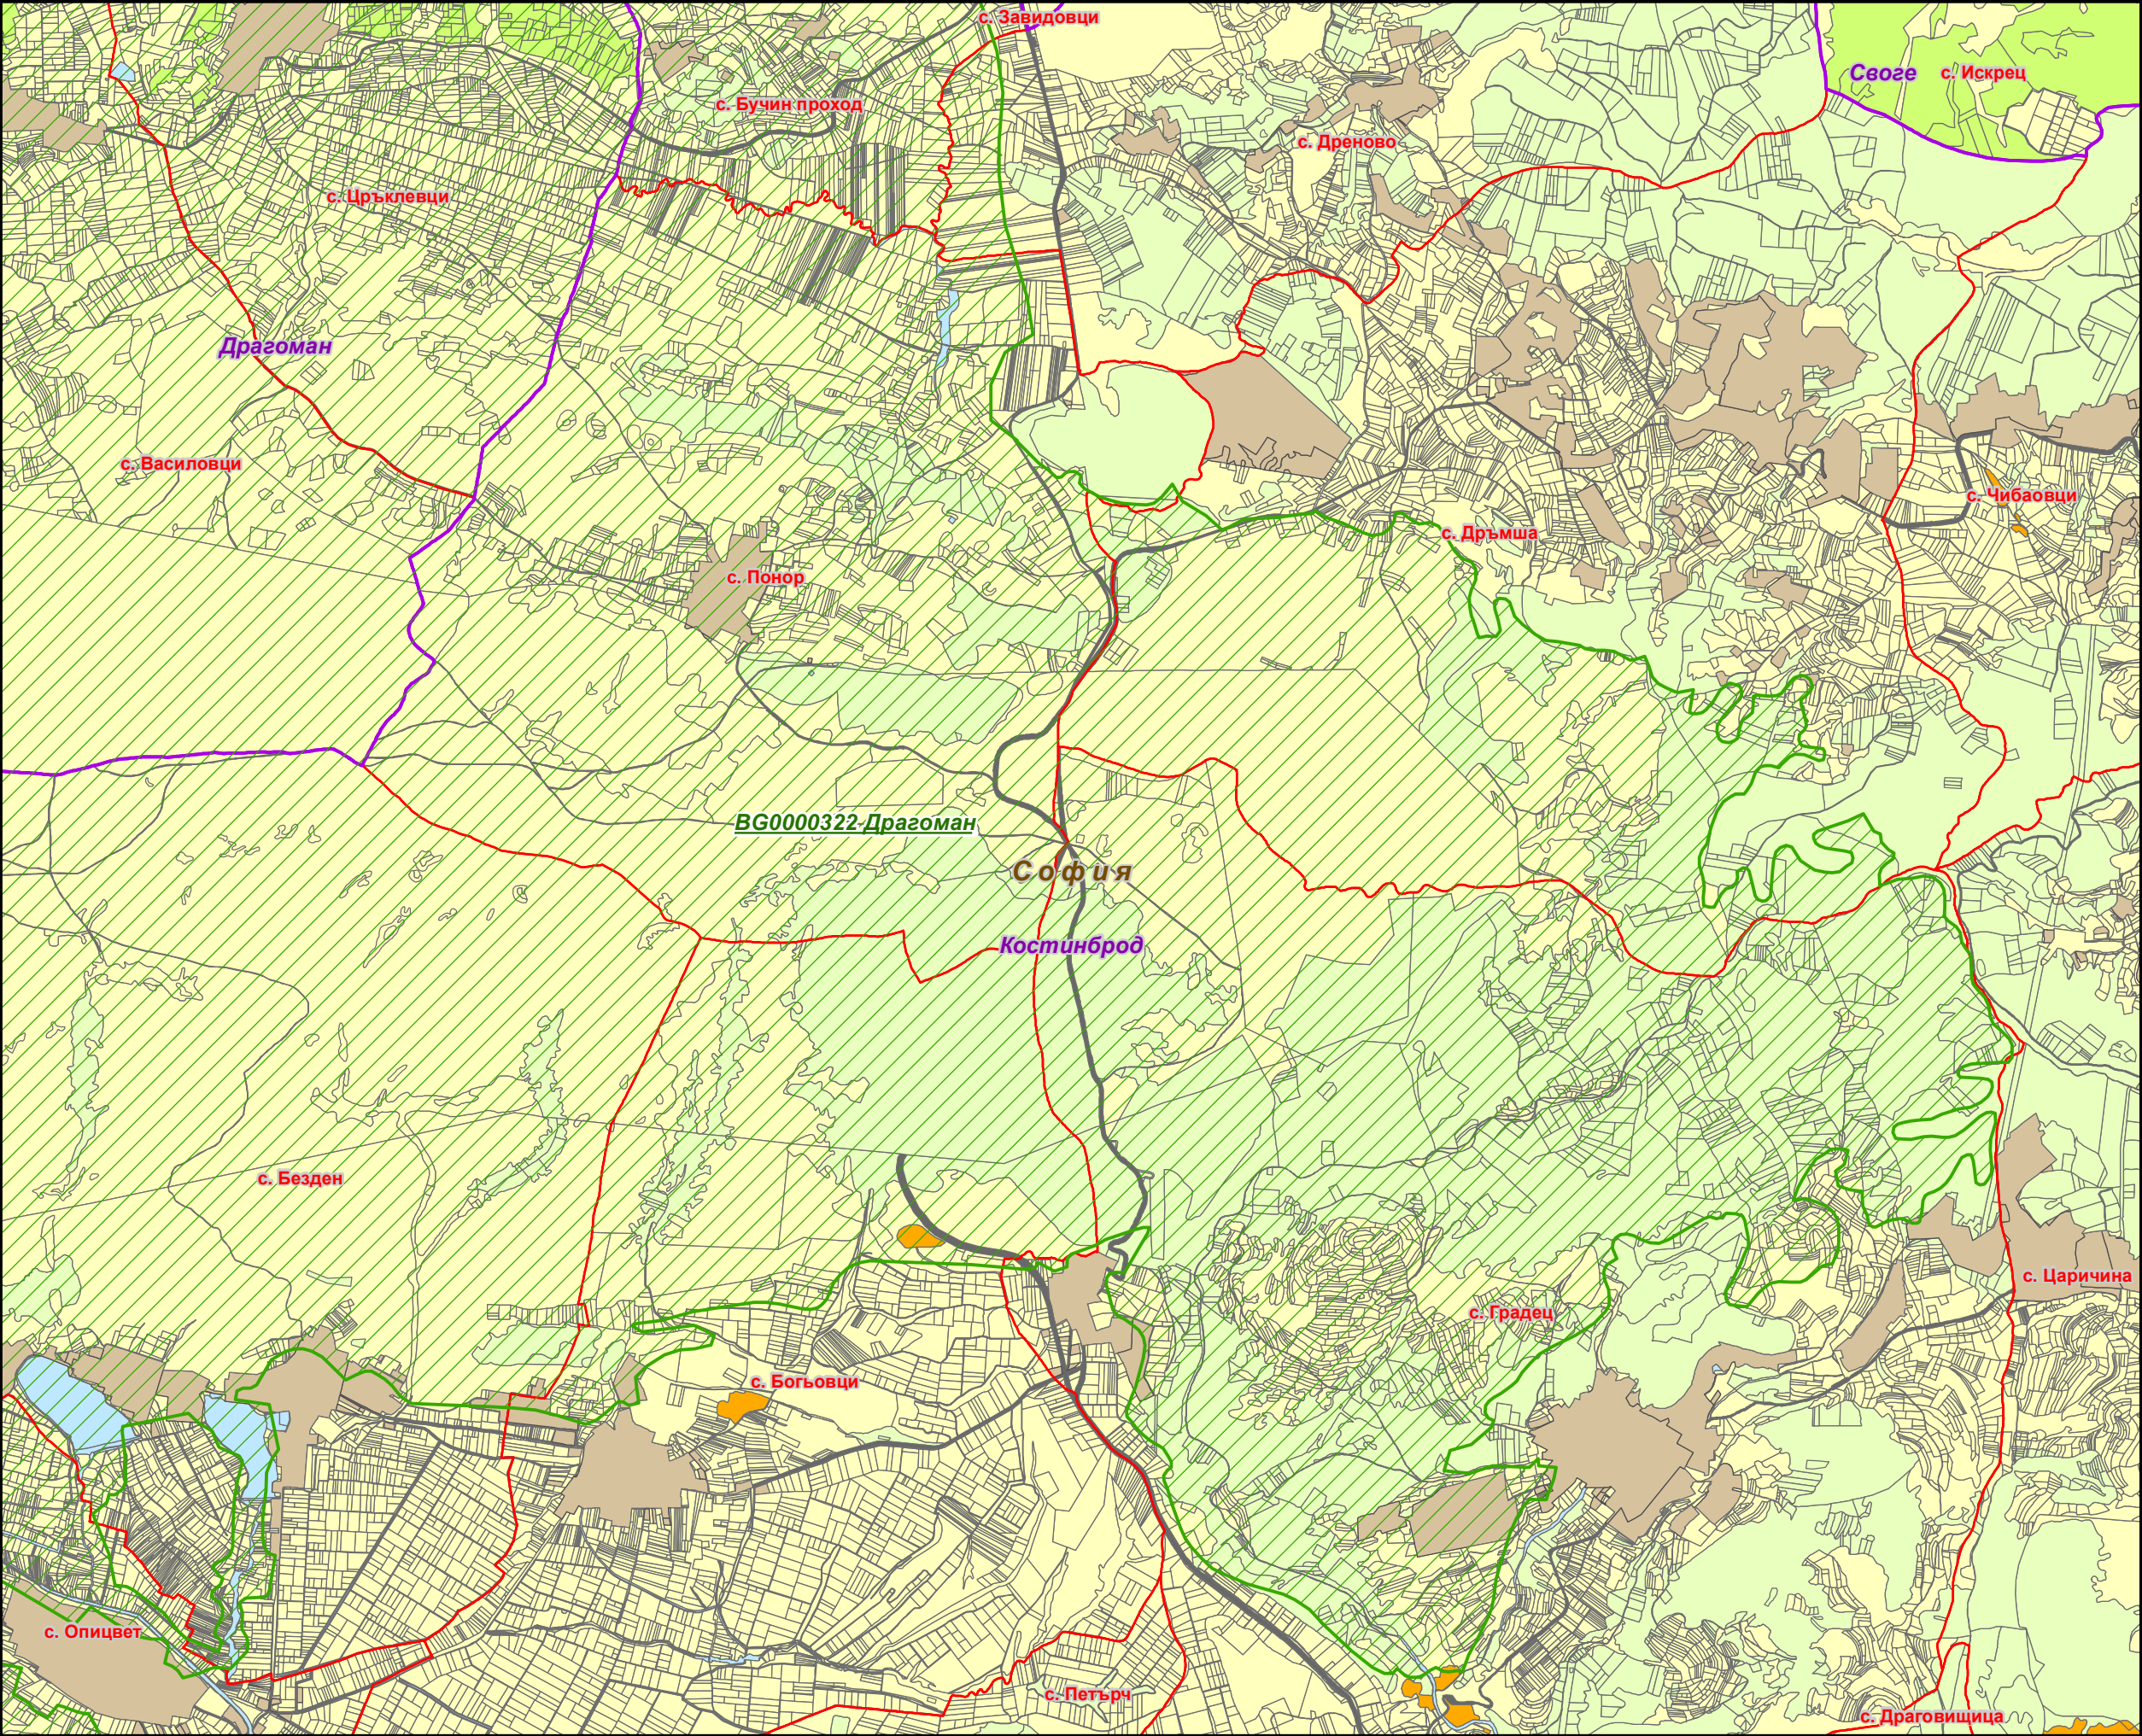 с. Завидовци
Своге
с. Искрец
с. Бучин проход
с. Дреново
с. Цръклевци
Драгоман
с. Василовци
с. Чибаовци
с. Дръмша
с. Понор
BG0000322-Драгоман
София
Костинброд
с. Безден
с. Царичина
с. Градец
с. Богьовци
с. Опицвет
с. Петърч
с. Драговищица